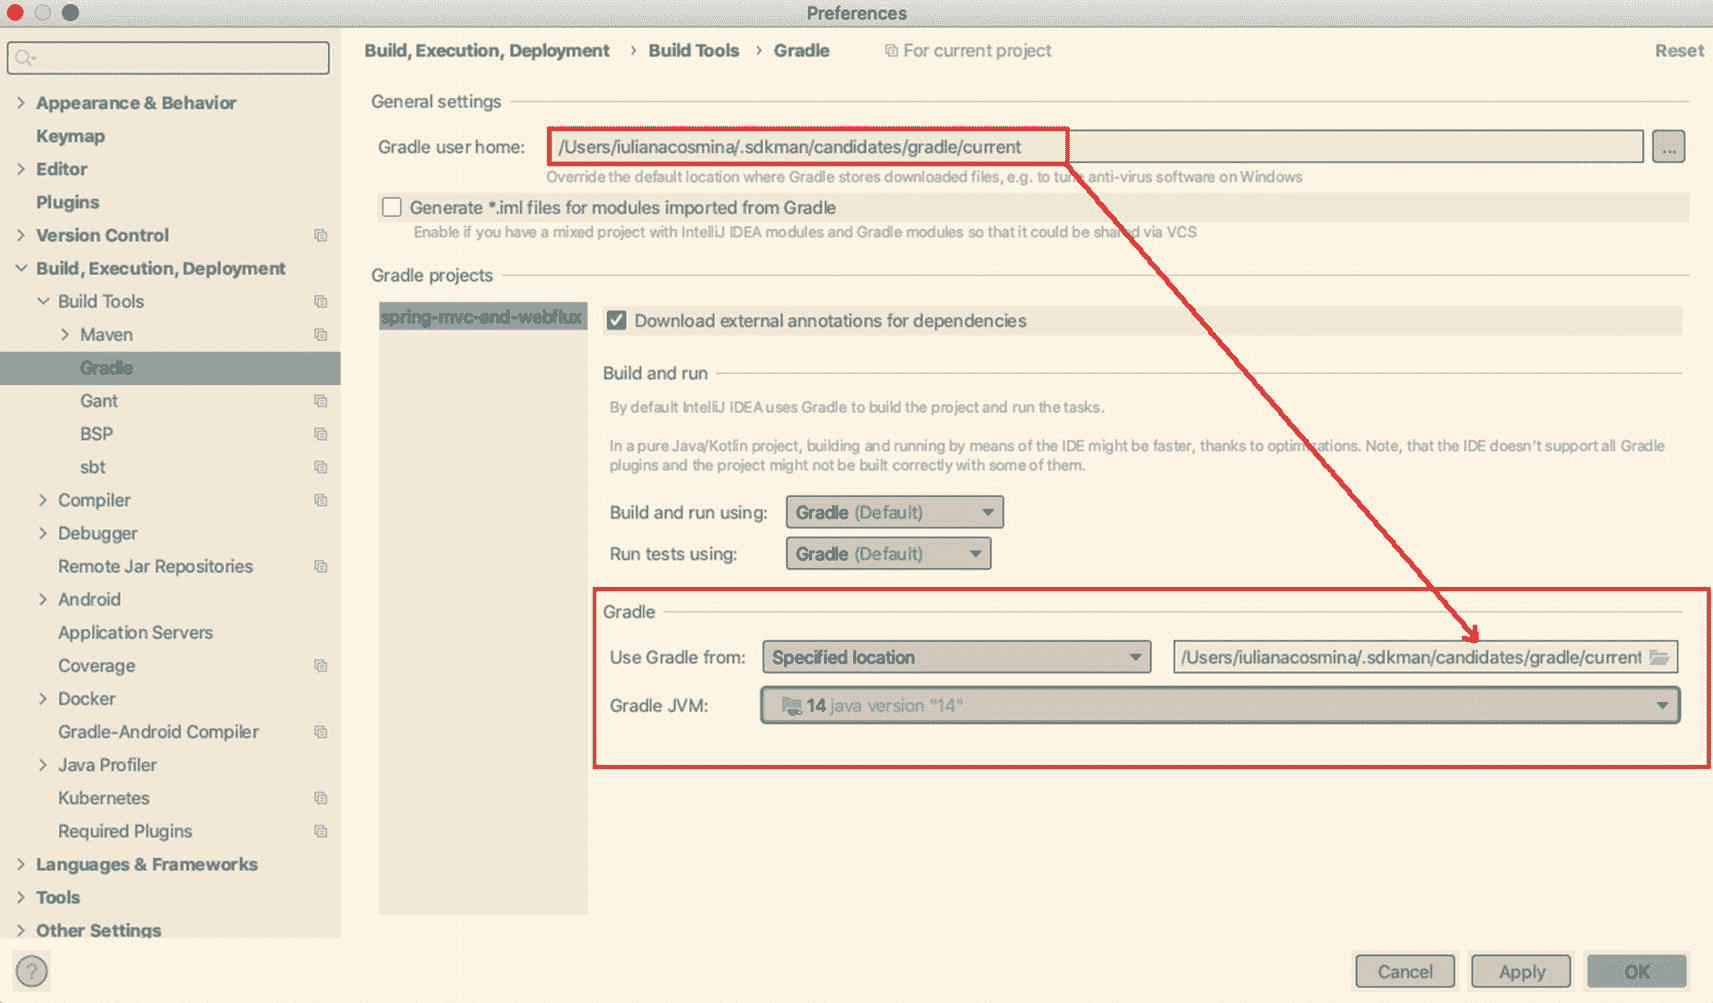 Preferences
Build, Execution, Deployment › Build Tools › Gradle For current project Reset
Appearance & Behavior
Keymap
Editor
Plugins
Version Control
Build, Execution, Deployment
Build Tools
Maven
Gradle
Gant
BSP
sbt
Compiler
Debugger
Remote Jar Repositories
Android
Application Servers
Coverage
Docker
Gradle-Android Compiler
Java Profiler
Kubernetes
Required Plugins
Languages & Frameworks
Tools
Other Settings
?
General settings
Gradle user home: /Users/iulianacosmina/.sdkman/candidates/gradle/current ...
Override the default location where Gradle stores downloaded files, e.g. to tune anti-virus software on Windows
Generate *.iml files for modules imported from Gradle
Enable if you have a mixed project with IntelliJ IDEA modules and Gradle modules so that it could be shared via VCS
Gradle projects
spring-mvc-and-webflux
Download external annotations for dependencies
Build and run
By default IntelliJ IDEA uses Gradle to build the project and run the tasks.
In a pure Java/Kotlin project, building and running by means of the IDE might be faster, thanks to optimizations. Note, that the IDE doesn't support all Gradle
plugins and the project might not be built correctly with some of them.
Build and run using: Gradle (Default)
Run tests using: Gradle (Default)
Gradle
Use Gradle from: Specified location /Users/iulianacosmina/.sdkman/candidates/gradle/current
Gradle JVM: 14 java version "14"
Cancel Apply OK